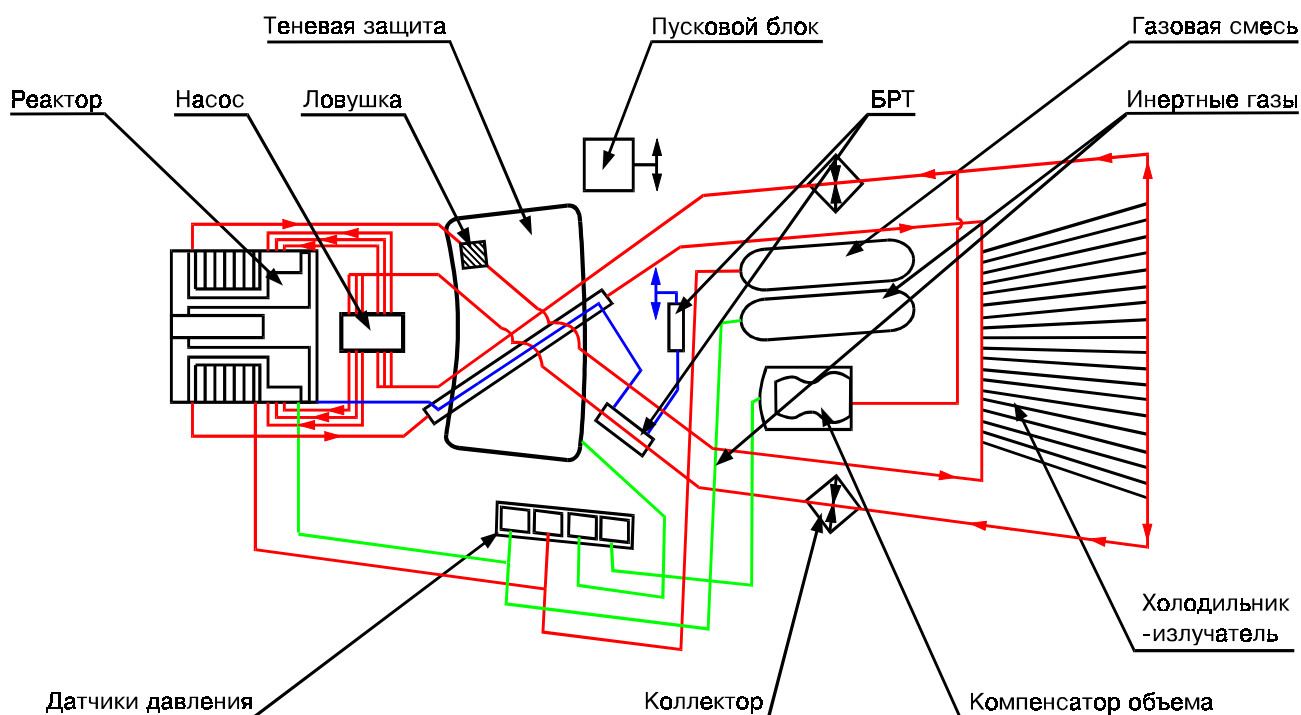 Теневая защита
Пусковой блок
Газовая смесь
Реактор
Насос
Ловушка
БРТ
Инертные газы
Холодильник
-излучатель
Датчики давления
Коллектор
Компенсатор объема